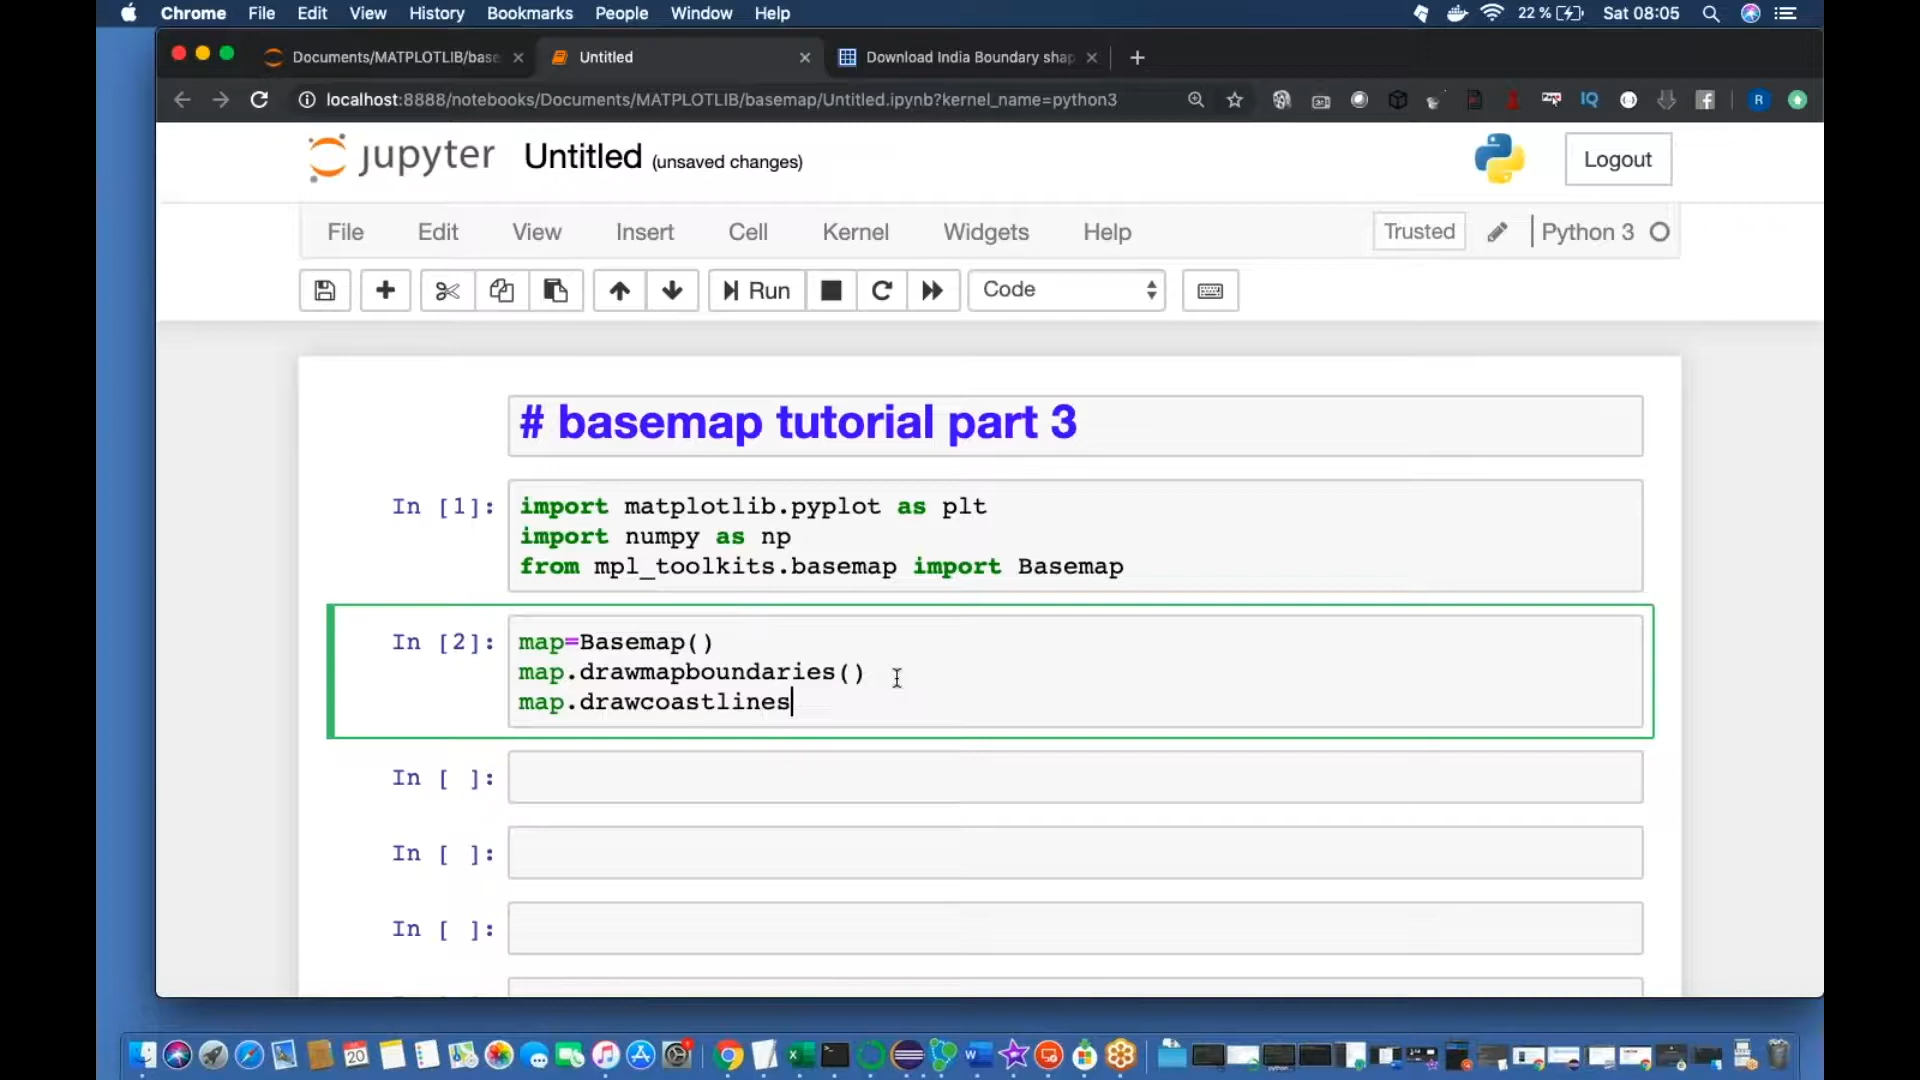 Chrome File Edit View History Bookmarks People Window Help 22 % Sat 08:05
Documents/MATPLOTLIB/base Untitled Download India Boundary shap
localhost:8888/notebooks/Documents/MATPLOTLIB/basemap/Untitled.ipynb?kernel_name=python3
jupyter Untitled (unsaved changes) Logout
File Edit View Insert Cell Kernel Widgets Help Trusted Python 3
Run Code
# basemap tutorial part 3
In [1]: import matplotlib.pyplot as plt
import numpy as np
from mpl_toolkits.basemap import Basemap
In [2]: map=Basemap()
map.drawmapboundaries()
map.drawcoastlines
In [ ]:
In [ ]:
In [ ]: